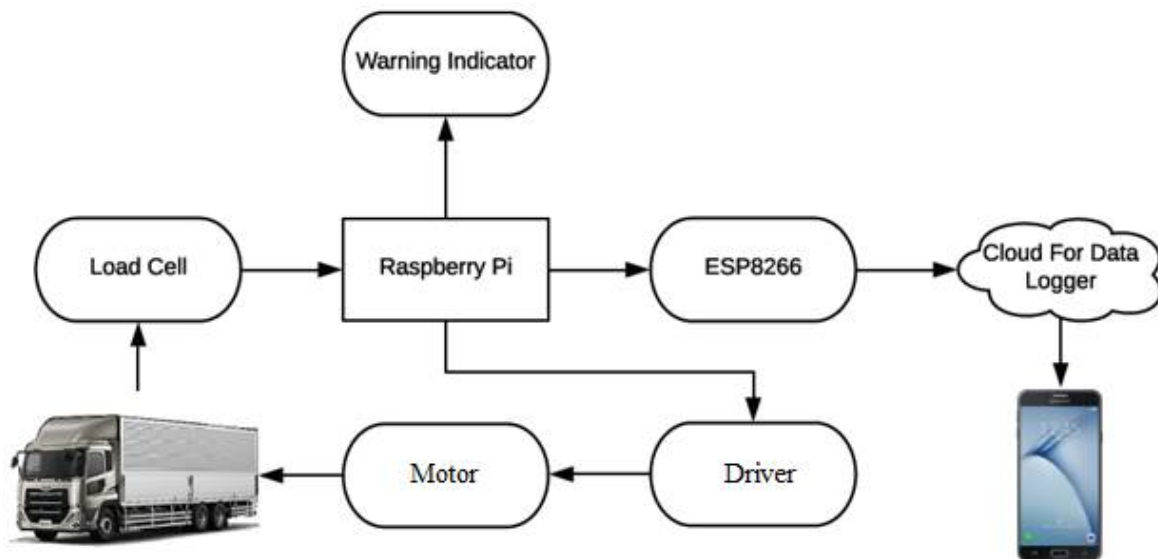 Warning Indicator
Load Cell
Raspberry Pi
ESP8266
Cloud For Data
Logger
Motor
Driver